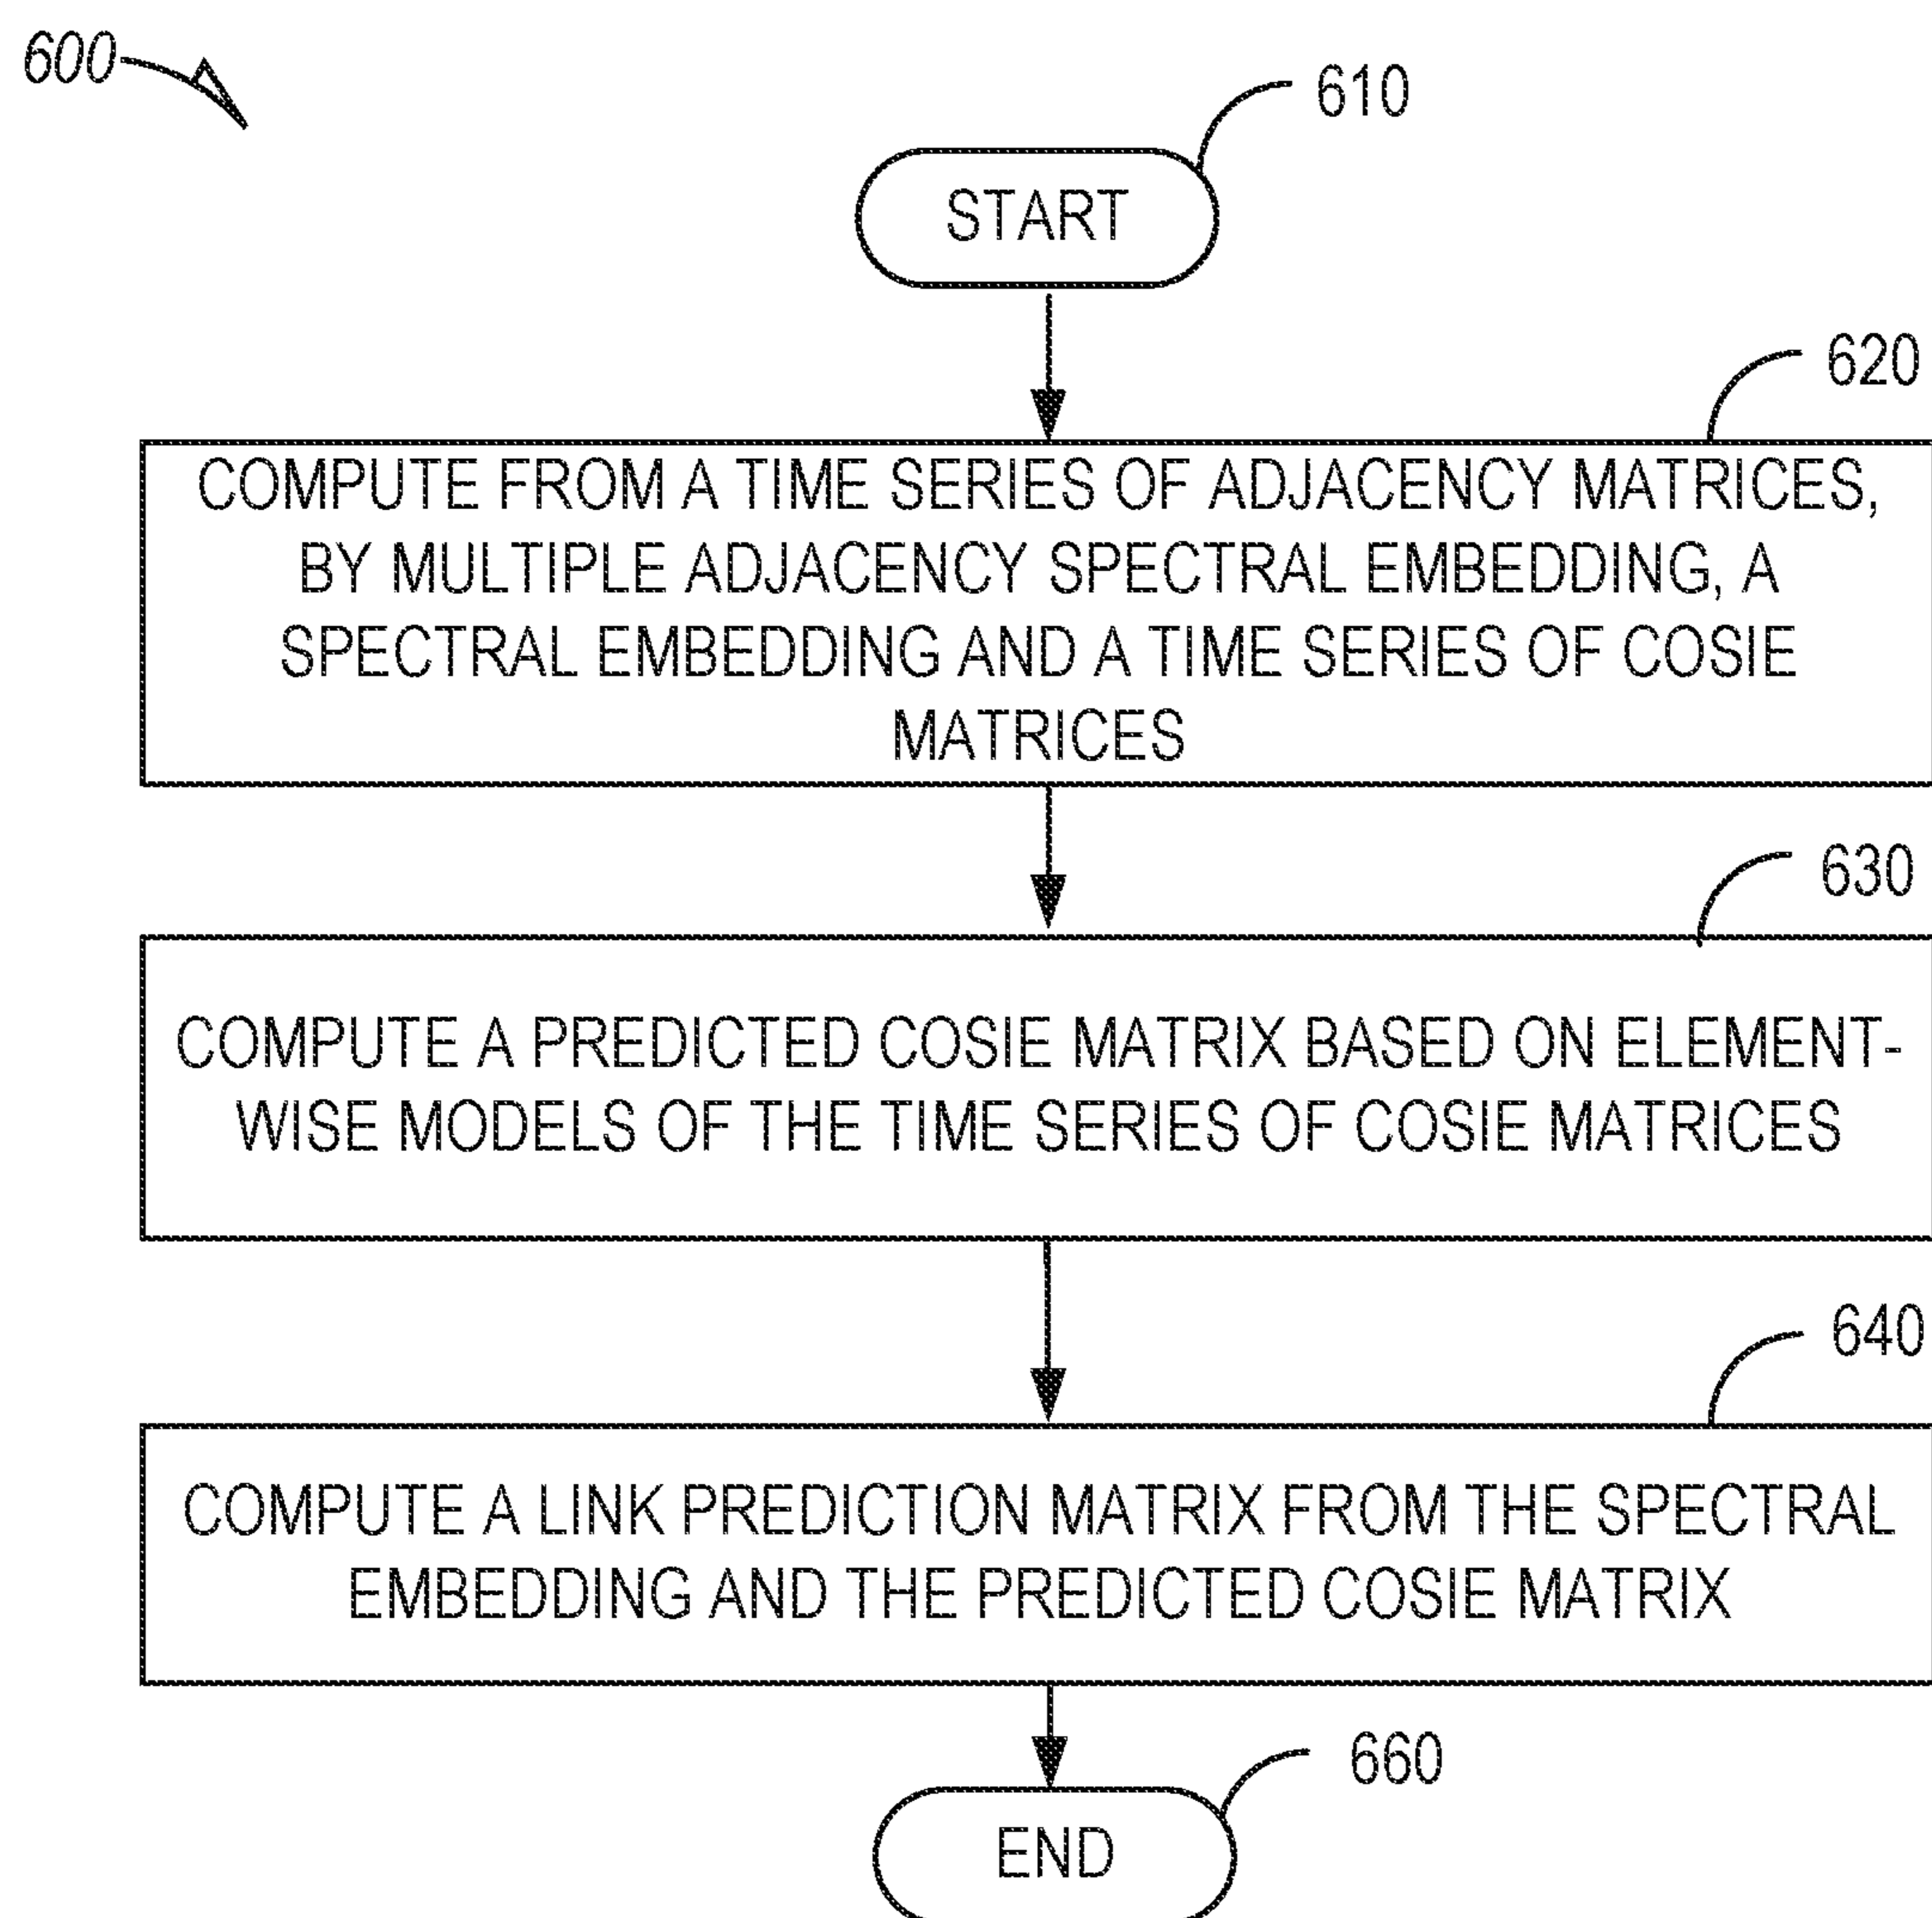 600
610
START
620
COMPUTE FROM A TIME SERIES OF ADJACENCY MATRICES,
BY MULTIPLE ADJACENCY SPECTRAL EMBEDDING, A
SPECTRAL EMBEDDING AND A TIME SERIES OF COSIE
MATRICES
630
COMPUTE A PREDICTED COSIE MATRIX BASED ON ELEMENT-
WISE MODELS OF THE TIME SERIES OF COSIE MATRICES
640
COMPUTE A LINK PREDICTION MATRIX FROM THE SPECTRAL
EMBEDDING AND THE PREDICTED COSIE MATRIX
660
END